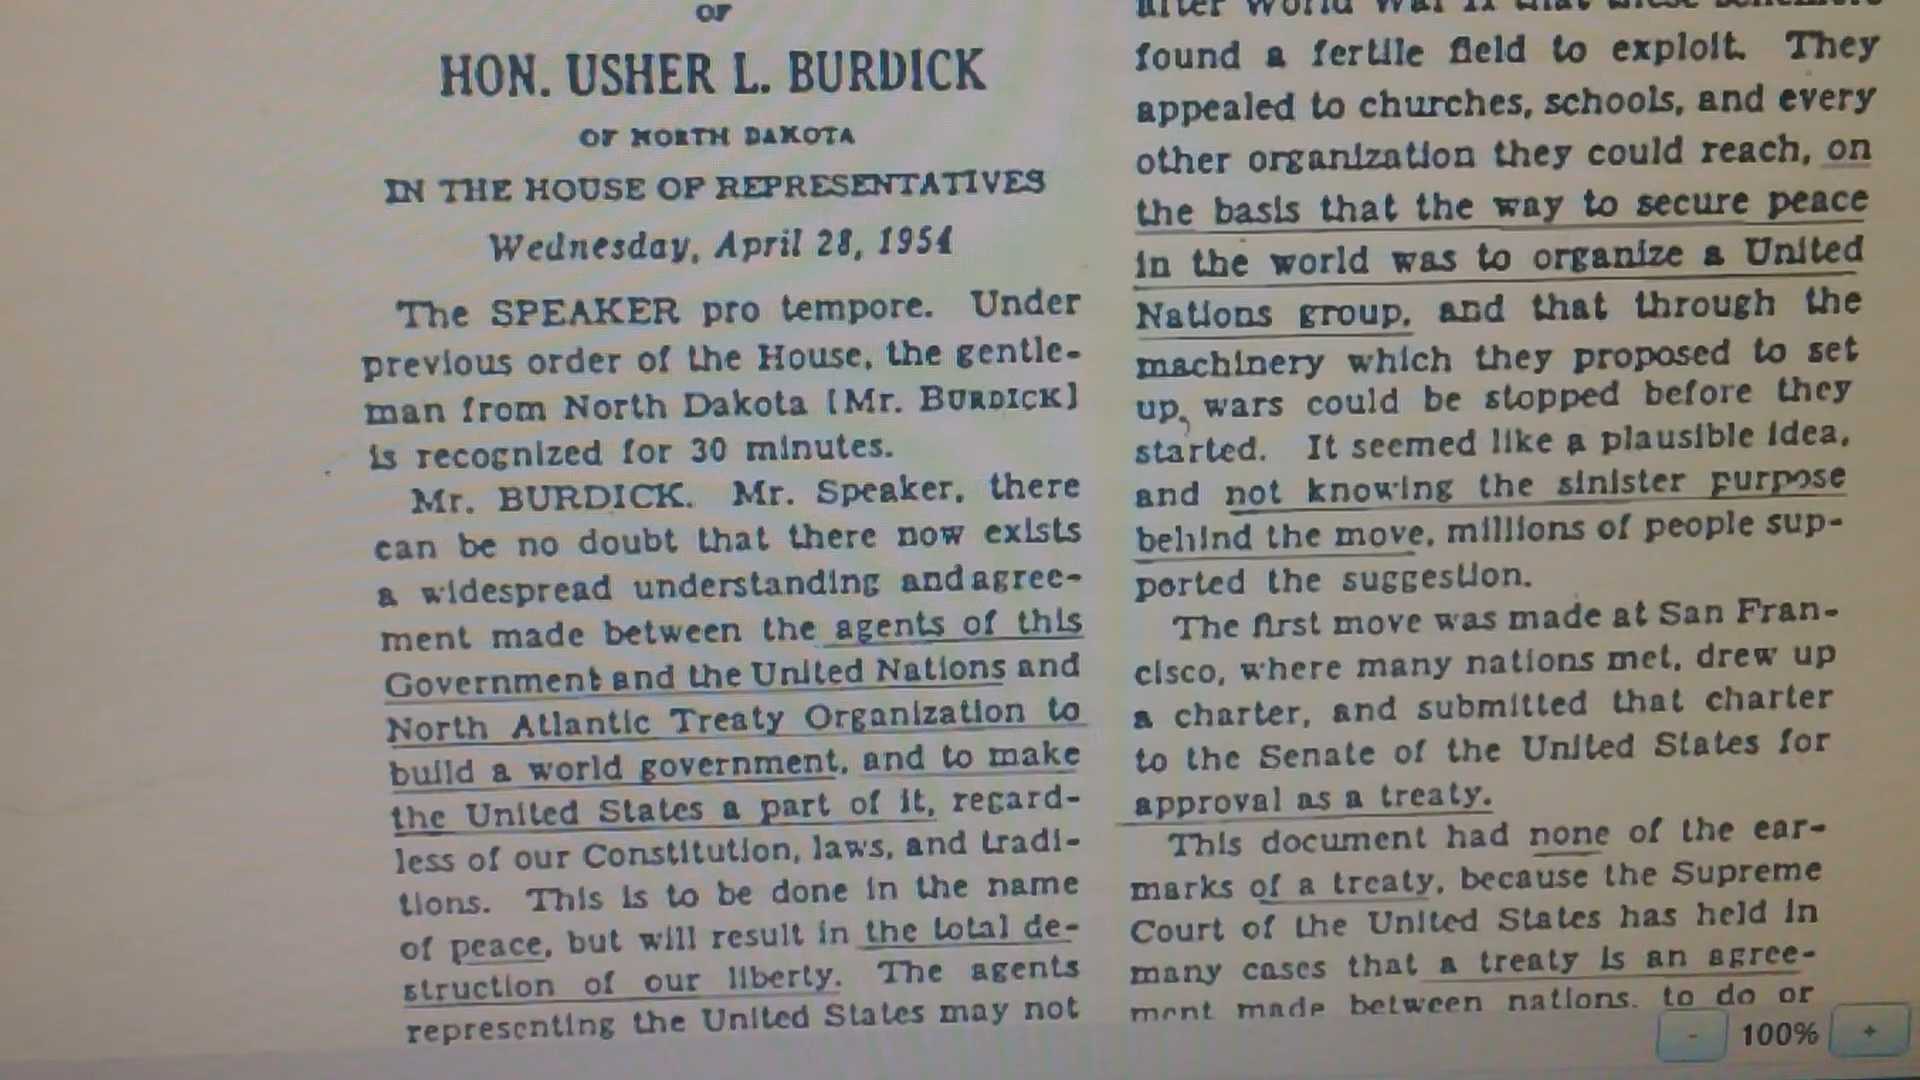 OF
HON. USHER L. BURDICK
OF NORTH DAKOTA
IN THE HOUSE OF REPRESENTATIVES
Wednesday, April 28, 1954
The SPEAKER pro tempore. Under
previous order of the House, the gentle-
man from North Dakota [Mr. BURDICK]
is recognized for 30 minutes.
Mr. BURDICK. Mr. Speaker, there
can be no doubt that there now exists
a widespread understanding and agree-
ment made between the agents of this
Government and the United Nations and
North Atlantic Treaty Organization to
build a world government, and to make
the United States a part of it, regard-
less of our Constitution, laws, and tradi-
tions. This is to be done in the name
of peace, but will result in the total de-
struction of our liberty. The agents
representing the United States may not
after World War II that these
found a fertile field to exploit. They
appealed to churches, schools, and every
other organization they could reach, on
the basis that the way to secure peace
in the world was to organize a United
Nations group, and that through the
machinery which they proposed to set
up, wars could be stopped before they
started. It seemed like a plausible idea,
and not knowing the sinister purpose
behind the move, millions of people sup-
ported the suggestion.
The first move was made at San Fran-
cisco, where many nations met, drew up
a charter, and submitted that charter
to the Senate of the United States for
approval as a treaty.
This document had none of the ear-
marks of a treaty, because the Supreme
Court of the United States has held in
many cases that a treaty is an agree-
ment made between nations, to do or
- 100% +